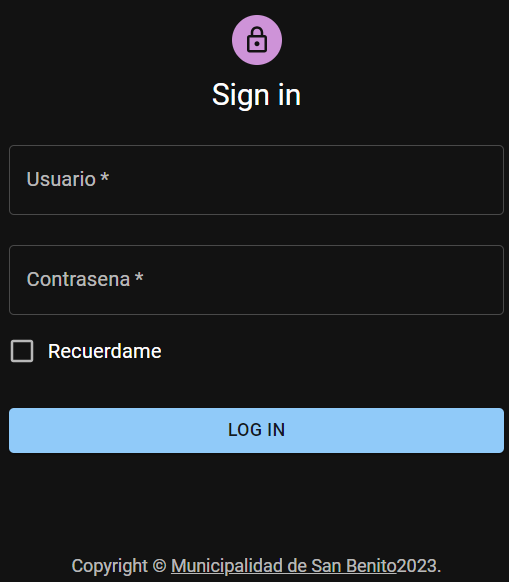 Sign in
Usuario *
Contrasena *
Recuerdame
LOG IN
Copyright © Municipalidad de San Benito2023.